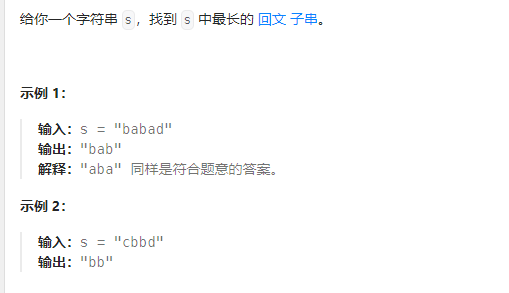 给你一个字符串 s，找到 s 中最长的 回文 子串。
示例 1：
输入：s = "babad"
输出："bab"
解释："aba" 同样是符合题意的答案。
示例 2：
输入：s = "cbbd"
输出："bb"